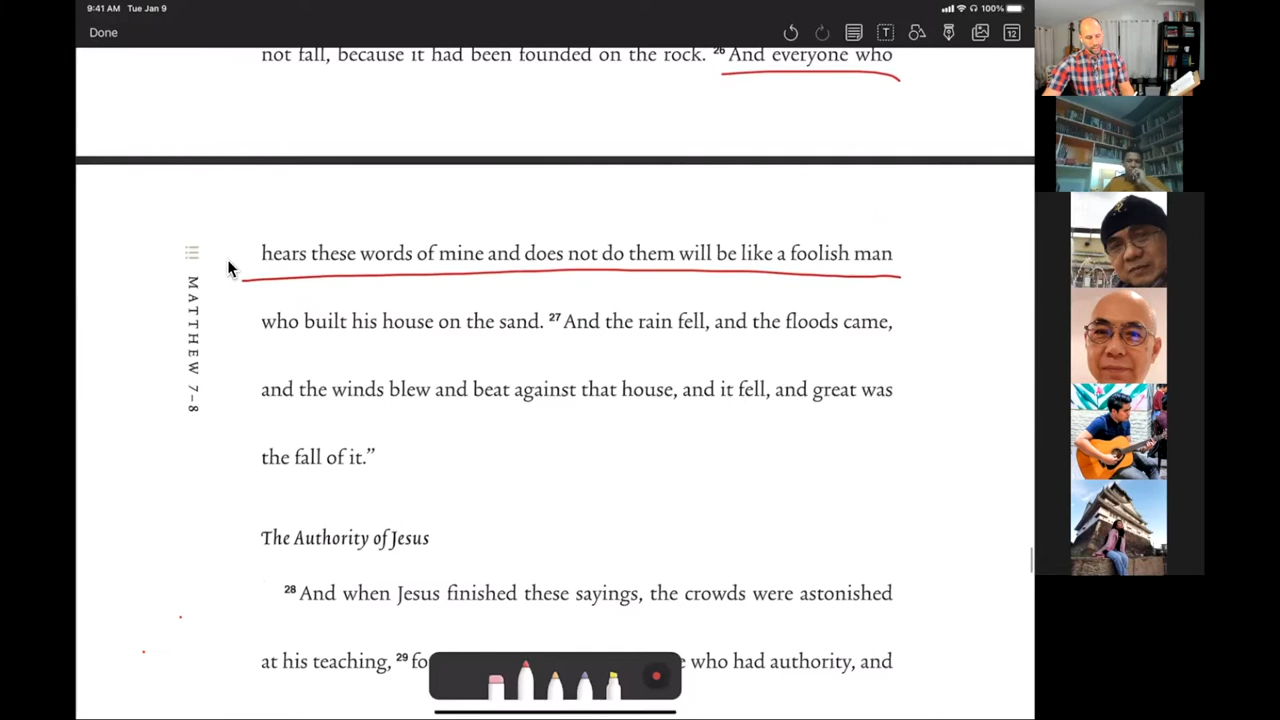 9:41 AM Tue Jan 9
100%
Done
12
not fall, because it had been founded on the rock. 26 And everyone who
hears these words of mine and does not do them will be like a foolish man
MATTHEW 7–8
who built his house on the sand. 27 And the rain fell, and the floods came,
and the winds blew and beat against that house, and it fell, and great was
the fall of it.”
The Authority of Jesus
28 And when Jesus finished these sayings, the crowds were astonished
at his teaching, 29 who had authority, and